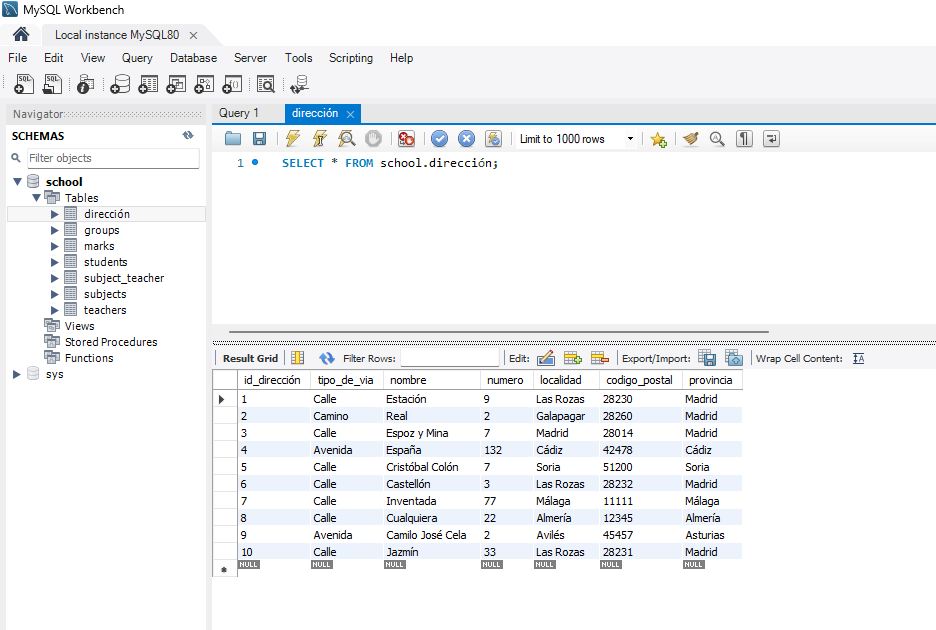 MySQL Workbench
Local instance MySQL80
File Edit View Query Database Server Tools Scripting Help
Navigator
SCHEMAS
Filter objects
school
Tables
dirección
groups
marks
students
subject_teacher
subjects
teachers
Views
Stored Procedures
Functions
sys
Query 1 dirección
Limit to 1000 rows
1 SELECT * FROM school.dirección;
Result Grid Filter Rows: Edit: Export/Import: Wrap Cell Content:
id_dirección tipo_de_via nombre numero localidad codigo_postal provincia
1 Calle Estación 9 Las Rozas 28230 Madrid
2 Camino Real 2 Galapagar 28260 Madrid
3 Calle Espoz y Mina 7 Madrid 28014 Madrid
4 Avenida España 132 Cádiz 42478 Cádiz
5 Calle Cristóbal Colón 7 Soria 51200 Soria
6 Calle Castellón 3 Las Rozas 28232 Madrid
7 Calle Inventada 77 Málaga 11111 Málaga
8 Calle Cualquiera 22 Almería 12345 Almería
9 Avenida Camilo José Cela 2 Avilés 45457 Asturias
10 Calle Jazmín 33 Las Rozas 28231 Madrid
NULL NULL NULL NULL NULL NULL NULL